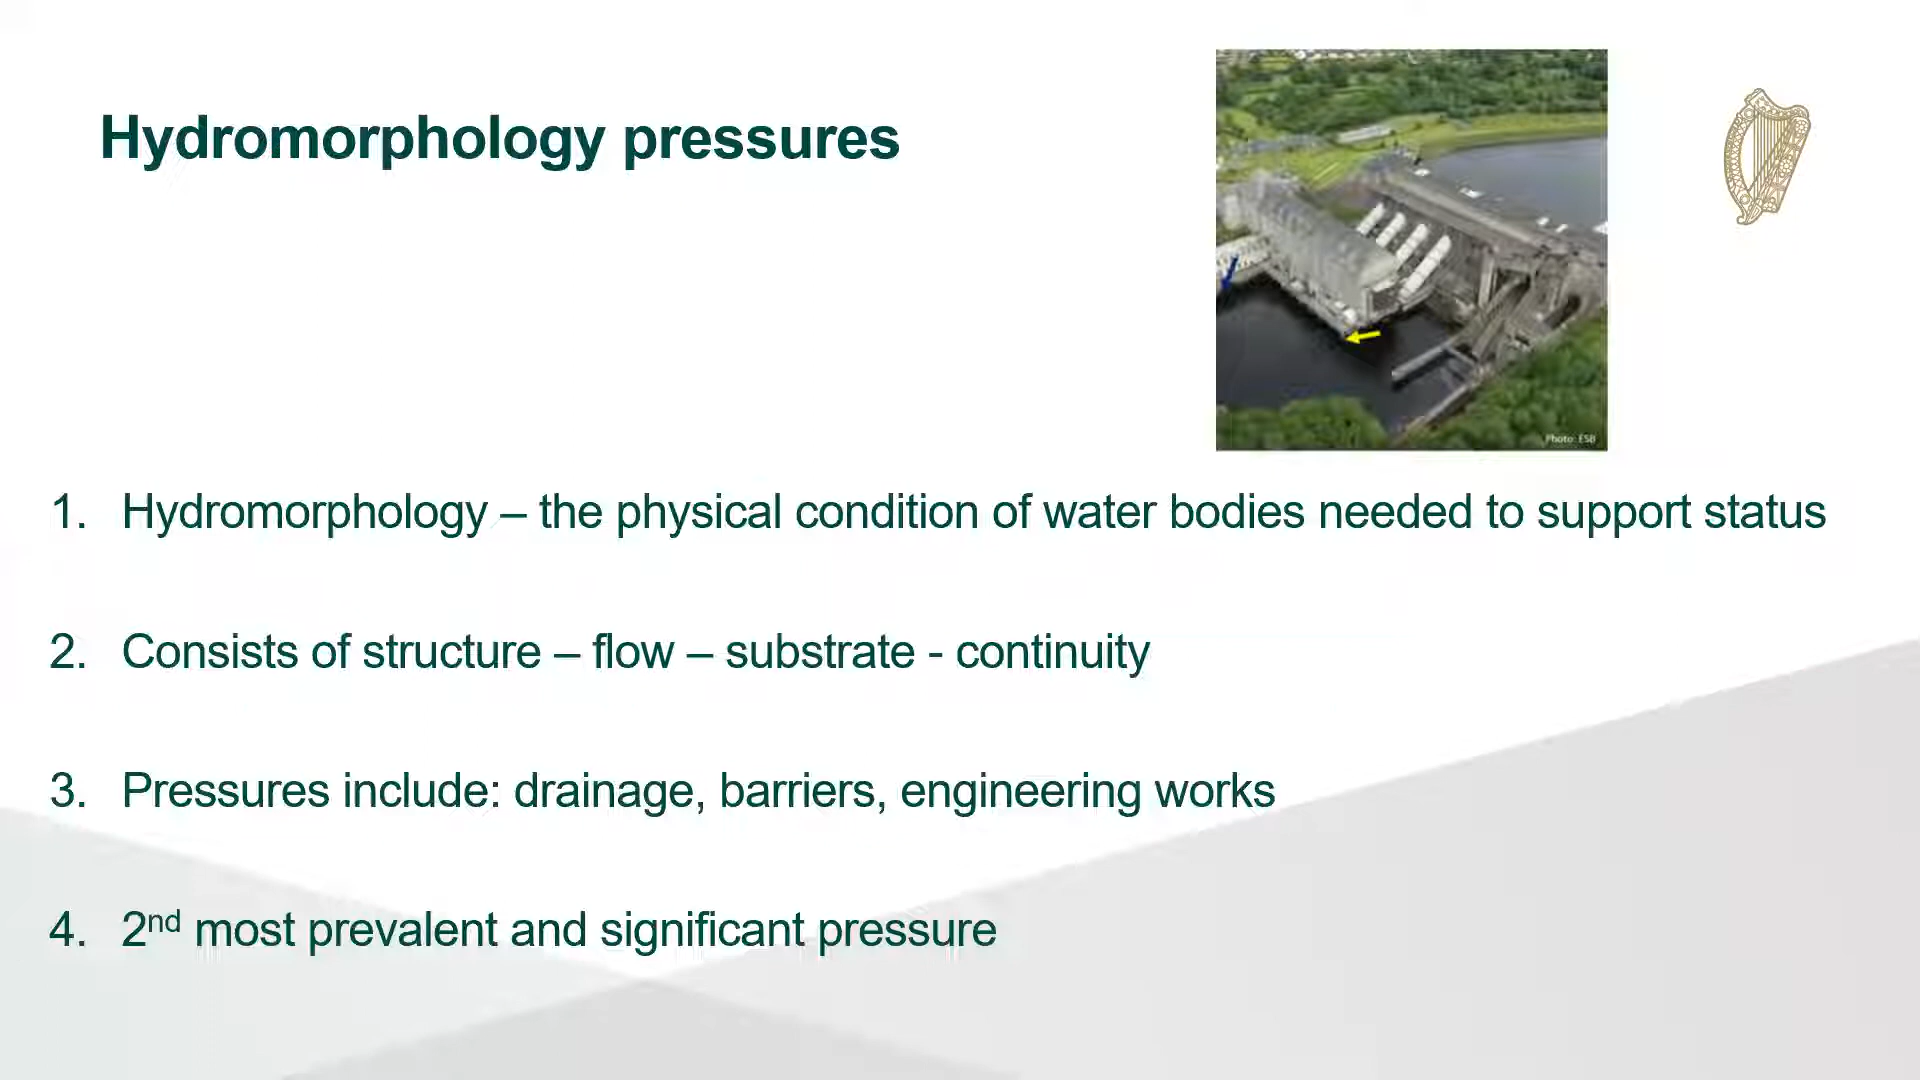 Hydromorphology pressures
Photo: ESB
1. Hydromorphology – the physical condition of water bodies needed to support status
2. Consists of structure – flow – substrate - continuity
3. Pressures include: drainage, barriers, engineering works
4. 2nd most prevalent and significant pressure